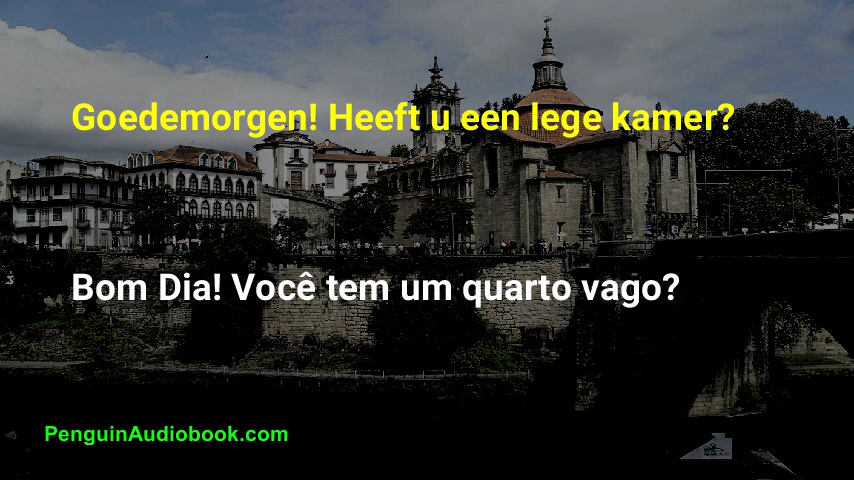 Goedemorgen! Heeft u een lege kamer?
Bom Dia! Você tem um quarto vago?
PenguinAudiobook.com